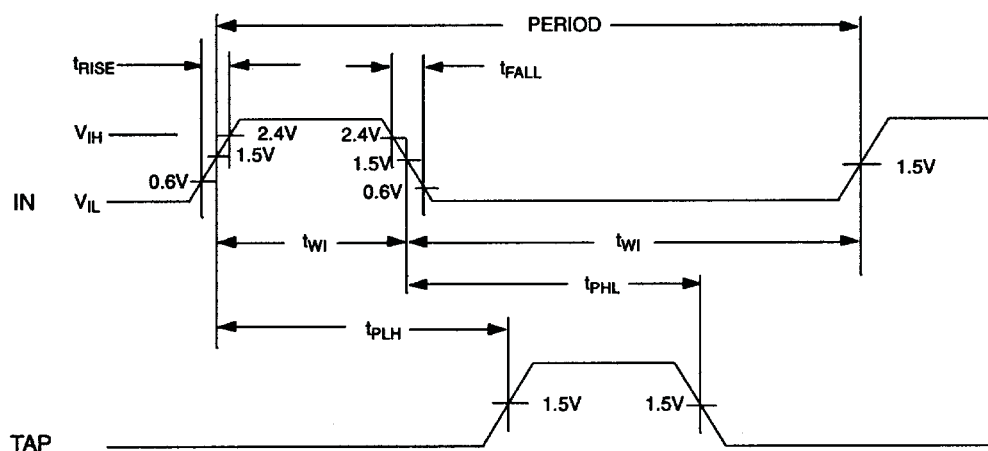 PERIOD
tRISE
tFALL
VIH
2.4V
2.4V
1.5V
1.5V
1.5V
0.6V
0.6V
IN
VIL
tWI
tWI
tPHL
tPLH
1.5V
1.5V
TAP